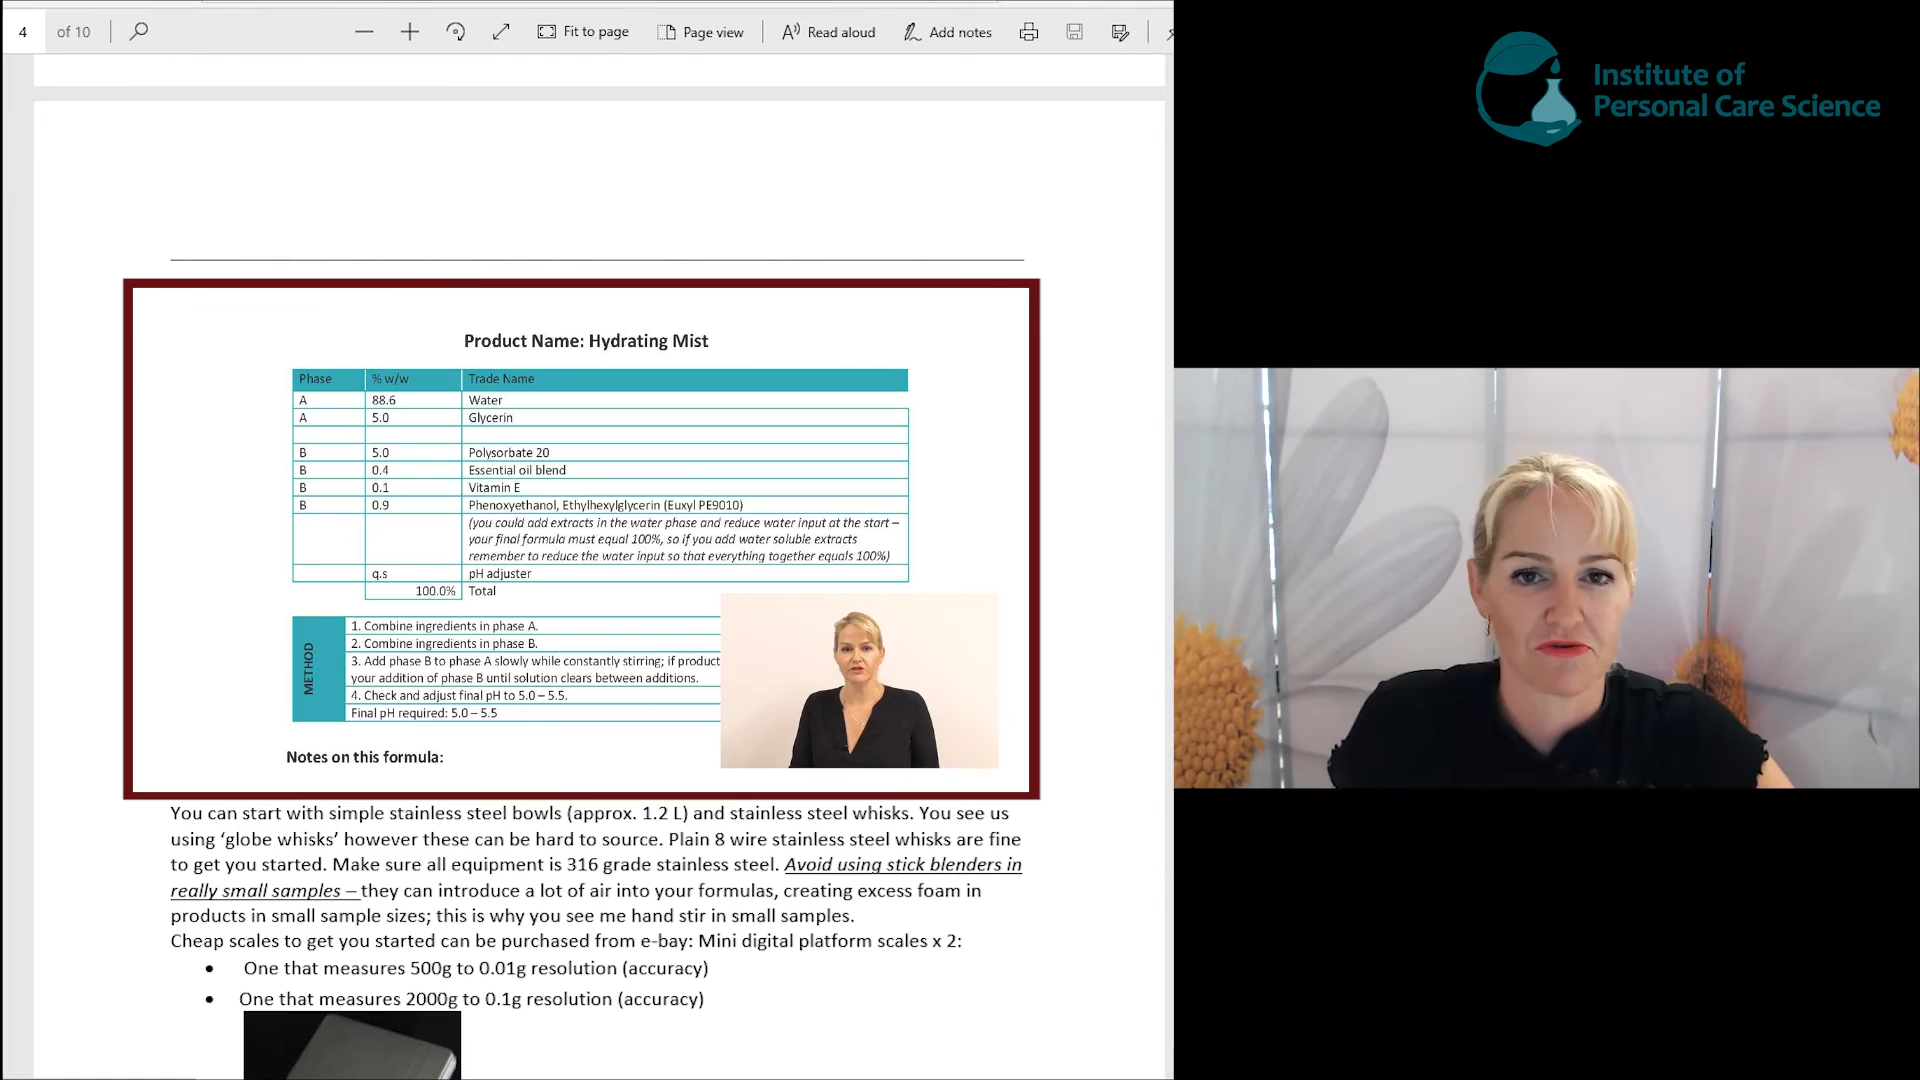 4 of 10 Fit to page Page view Read aloud Add notes
Institute of
Personal Care Science
Product Name: Hydrating Mist
Phase % w/w Trade Name
A 88.6 Water
A 5.0 Glycerin
B 5.0 Polysorbate 20
B 0.4 Essential oil blend
B 0.1 Vitamin E
B 0.9 Phenoxyethanol, Ethylhexylglycerin (Euxyl PE9010)
(you could add extracts in the water phase and reduce water input at the start –
your final formula must equal 100%, so if you add water soluble extracts
remember to reduce the water input so that everything together equals 100%)
q.s pH adjuster
100.0% Total
METHOD
1. Combine ingredients in phase A.
2. Combine ingredients in phase B.
3. Add phase B to phase A slowly while constantly stirring; if product
your addition of phase B until solution clears between additions.
4. Check and adjust final pH to 5.0 – 5.5.
Final pH required: 5.0 – 5.5
Notes on this formula:
You can start with simple stainless steel bowls (approx. 1.2 L) and stainless steel whisks. You see us
using ‘globe whisks’ however these can be hard to source. Plain 8 wire stainless steel whisks are fine
to get you started. Make sure all equipment is 316 grade stainless steel. Avoid using stick blenders in
really small samples – they can introduce a lot of air into your formulas, creating excess foam in
products in small sample sizes; this is why you see me hand stir in small samples.
Cheap scales to get you started can be purchased from e-bay: Mini digital platform scales x 2:
• One that measures 500g to 0.01g resolution (accuracy)
• One that measures 2000g to 0.1g resolution (accuracy)